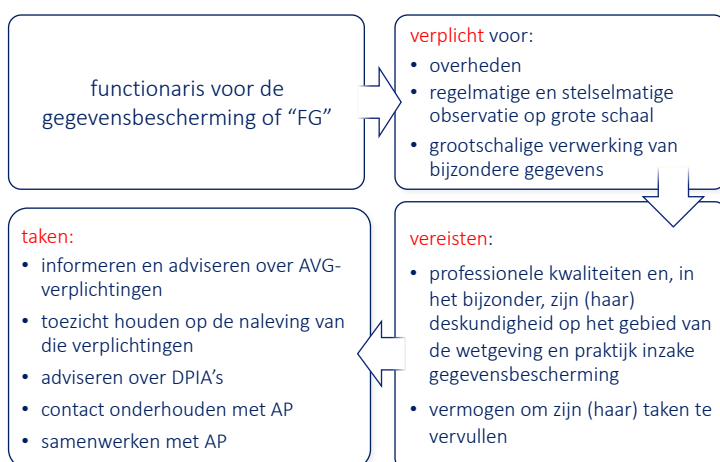 functionaris voor de
gegevensbescherming of “FG”
verplicht voor:
• overheden
• regelmatige en stelselmatige
observatie op grote schaal
• grootschalige verwerking van
bijzondere gegevens
vereisten:
• professionele kwaliteiten en, in
het bijzonder, zijn (haar)
deskundigheid op het gebied van
de wetgeving en praktijk inzake
gegevensbescherming
• vermogen om zijn (haar) taken te
vervullen
taken:
• informeren en adviseren over AVG-
verplichtingen
• toezicht houden op de naleving van
die verplichtingen
• adviseren over DPIA’s
• contact onderhouden met AP
• samenwerken met AP